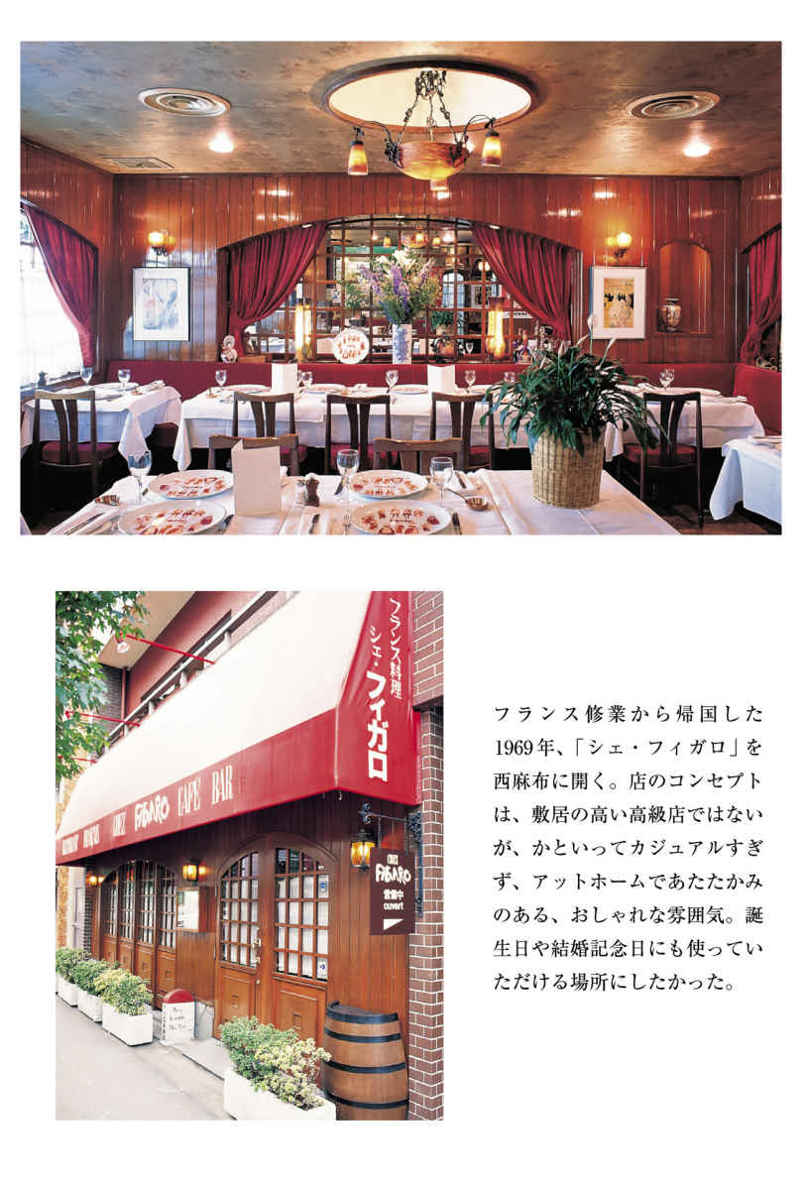 フランス料理
シェ・フィガロ
CHEZ FIGARO CAFÉ BAR
CHEZ
FIGARO
営業中
ouvert
フランス修業から帰国した
1969年、「シェ・フィガロ」を
西麻布に開く。店のコンセプト
は、敷居の高い高級店ではない
が、かといってカジュアルすぎ
ず、アットホームであたたかみ
のある、おしゃれな雰囲気。誕
生日や結婚記念日にも使ってい
ただける場所にしたかった。